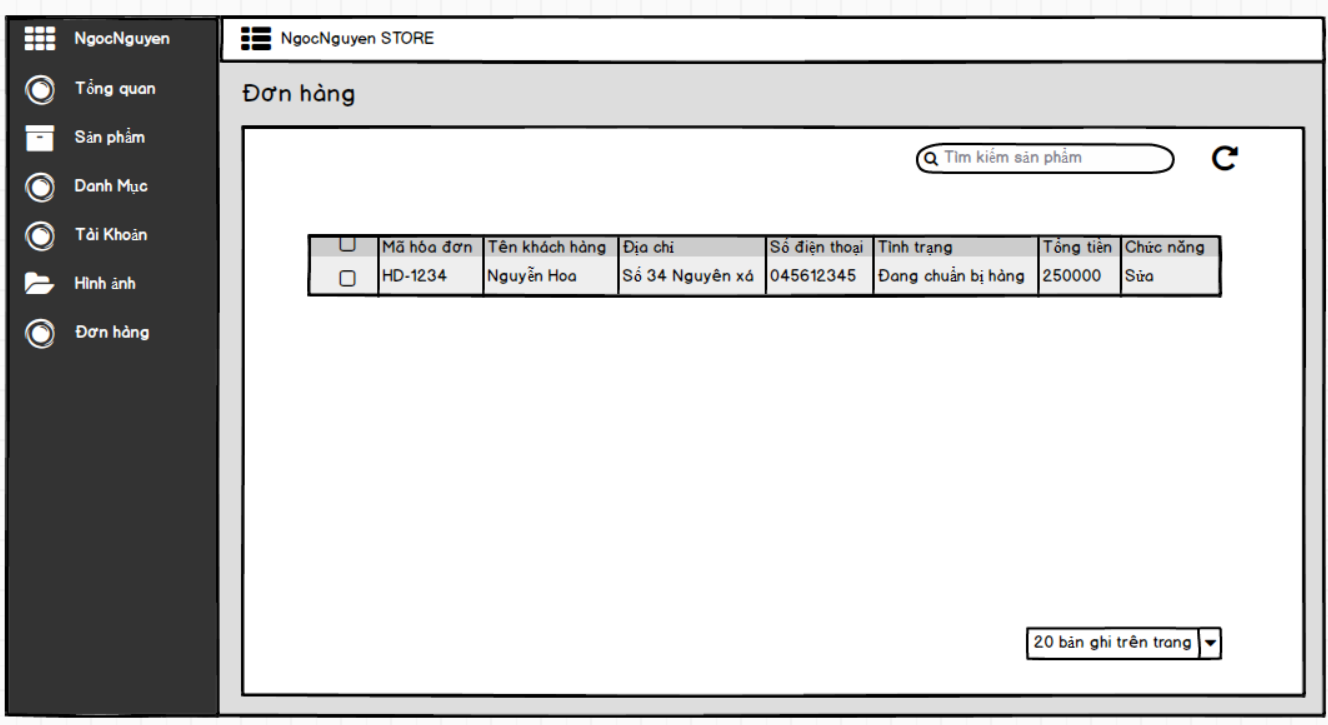 NgocNguyen
NgocNguyen STORE
Tổng quan
Sản phẩm
Danh Mục
Tài Khoản
Hình ảnh
Đơn hàng
Đơn hàng
Tìm kiếm sản phẩm
Mã hóa đơn Tên khách hàng Địa chỉ Số điện thoại Tình trạng Tổng tiền Chức năng
HD-1234 Nguyễn Hoa Số 34 Nguyên xá 045612345 Đang chuẩn bị hàng 250000 Sửa
20 bản ghi trên trang